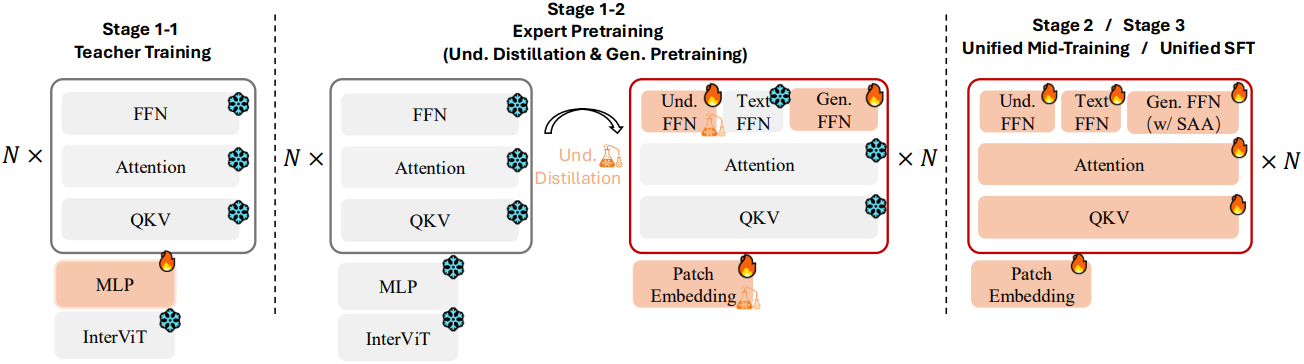 Stage 1-1
Teacher Training
N ×
FFN
Attention
QKV
MLP
InterViT
Stage 1-2
Expert Pretraining
(Und. Distillation & Gen. Pretraining)
N ×
FFN
Attention
QKV
MLP
InterViT
Und.
Distillation
Und.
FFN
Text
FFN
Gen.
FFN
Attention
QKV
× N
Patch
Embedding
Stage 2 / Stage 3
Unified Mid-Training / Unified SFT
Und.
FFN
Text
FFN
Gen. FFN
(w/ SAA)
Attention
QKV
× N
Patch
Embedding